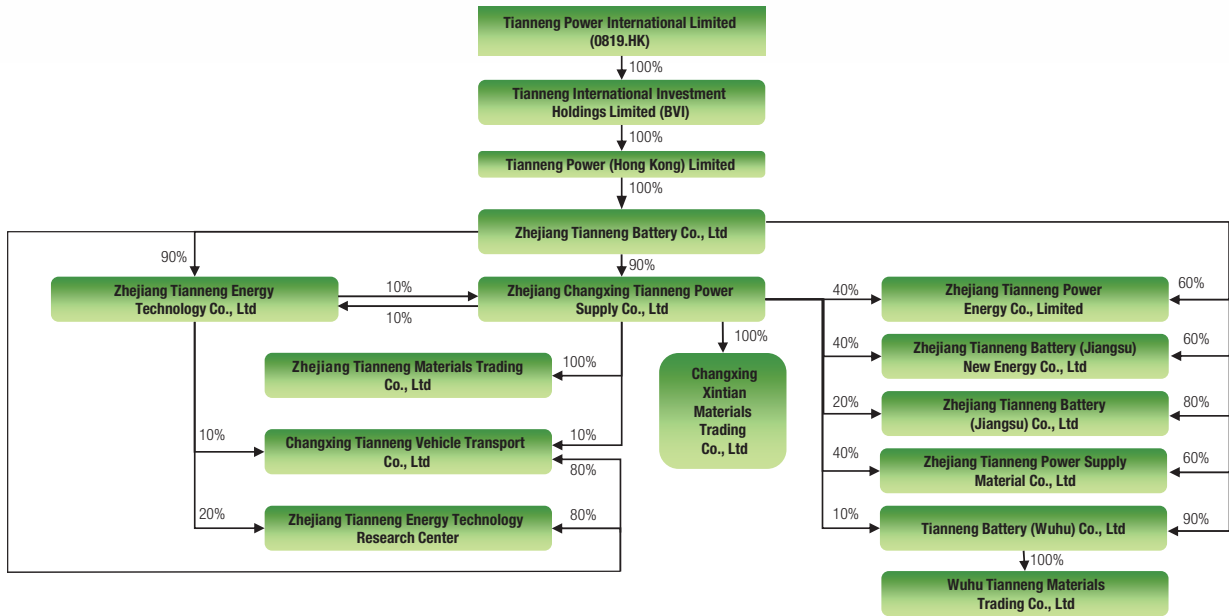 Tianneng Power International Limited
(0819.HK)
100%
Tianneng International Investment
Holdings Limited (BVI)
100%
Tianneng Power (Hong Kong) Limited
100%
Zhejiang Tianneng Battery Co., Ltd
90%
90%
Zhejiang Tianneng Energy
Technology Co., Ltd
10%
10%
Zhejiang Changxing Tianneng Power
Supply Co., Ltd
40%
Zhejiang Tianneng Power
Energy Co., Limited
60%
100%
Zhejiang Tianneng Materials Trading
Co., Ltd
100%
Changxing
Xintian
Materials
Trading
Co., Ltd
40%
Zhejiang Tianneng Battery (Jiangsu)
New Energy Co., Ltd
60%
20%
Zhejiang Tianneng Battery
(Jiangsu) Co., Ltd
80%
10%
Changxing Tianneng Vehicle Transport
Co., Ltd
10%
80%
40%
Zhejiang Tianneng Power Supply
Material Co., Ltd
60%
20%
Zhejiang Tianneng Energy Technology
Research Center
80%
10%
Tianneng Battery (Wuhu) Co., Ltd
90%
100%
Wuhu Tianneng Materials
Trading Co., Ltd